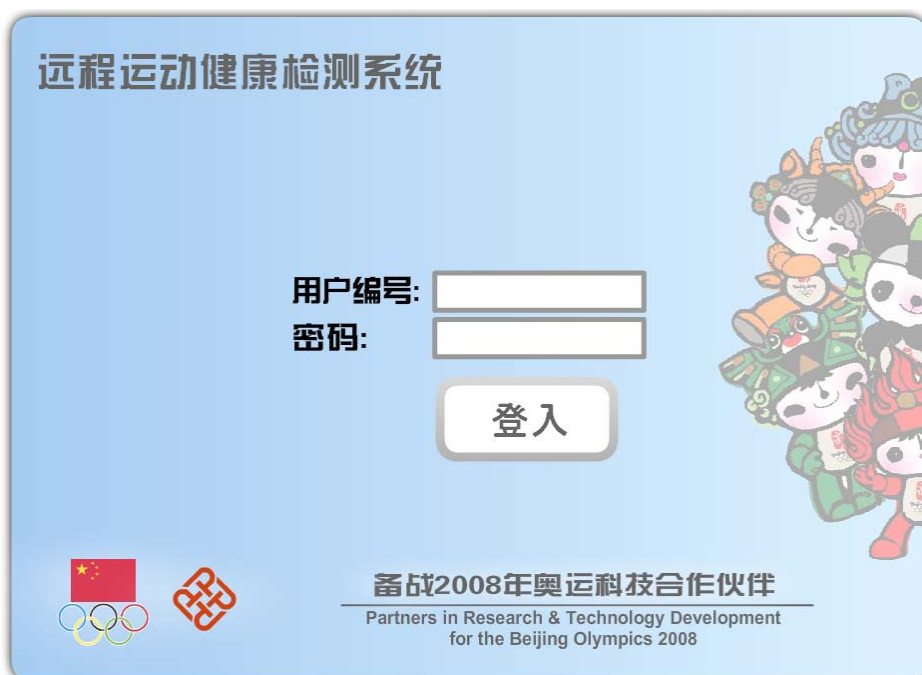 远程运动健康检测系统
用户编号:
密码:
登入
备战2008年奥运科技合作伙伴
Partners in Research & Technology Development
for the Beijing Olympics 2008